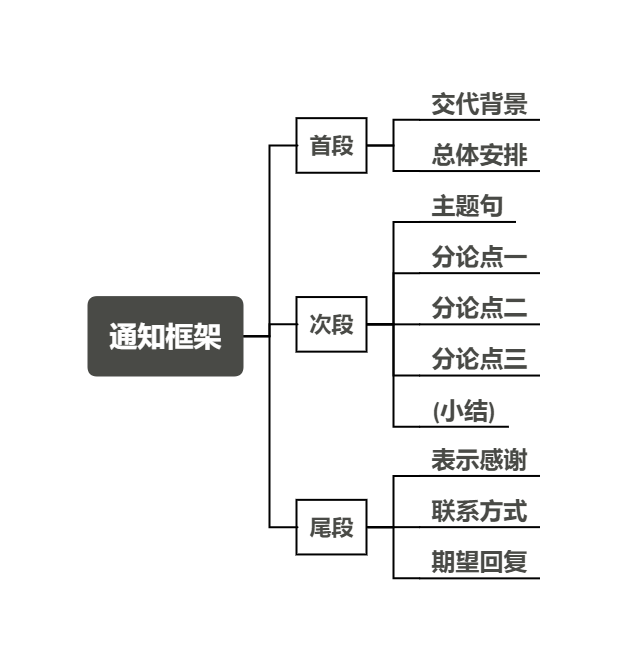 通知框架
首段
交代背景
总体安排
次段
主题句
分论点一
分论点二
分论点三
(小结)
尾段
表示感谢
联系方式
期望回复